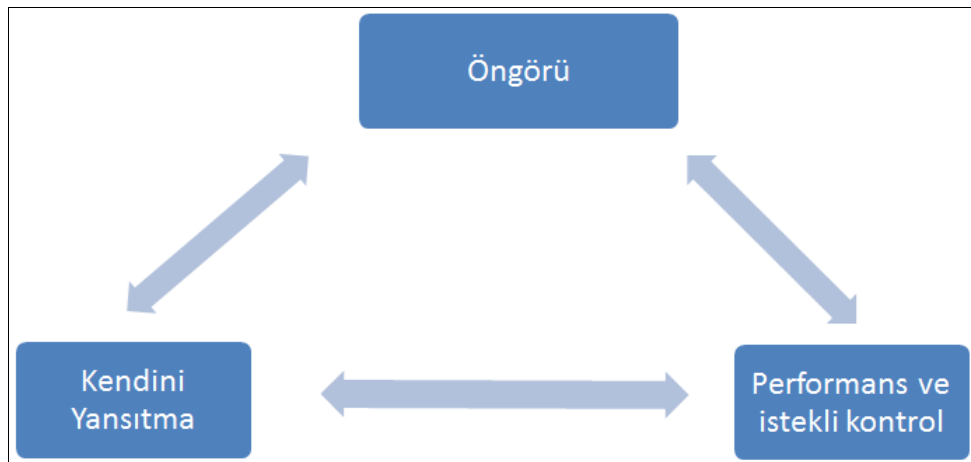 Öngörü
Kendini
Yansıtma
Performans ve
istekli kontrol